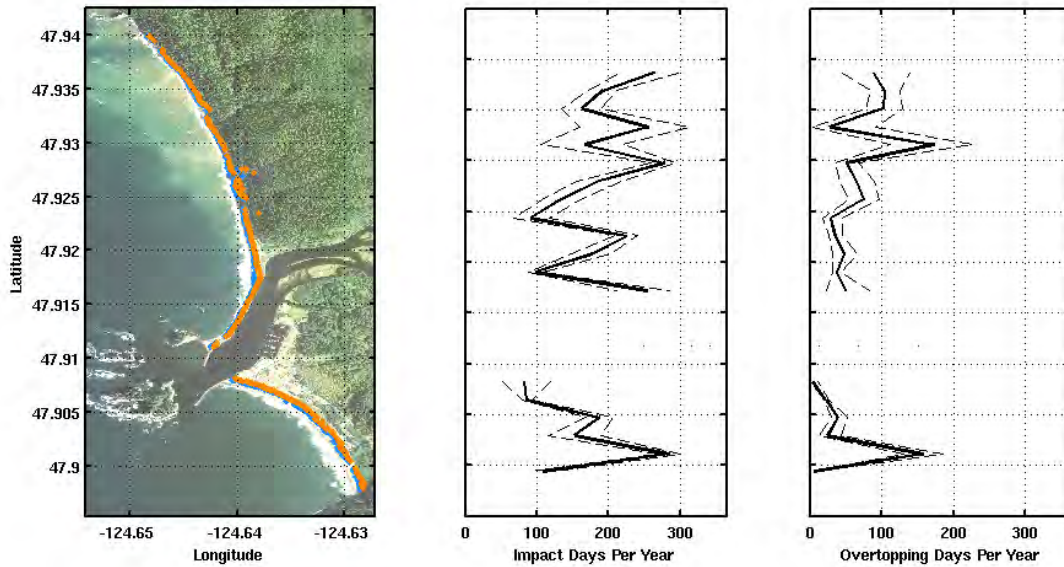 47.94
47.935
47.93
47.925
47.92
47.915
47.91
47.905
47.9
Latitude
-124.65 -124.64 -124.63
Longitude
0 100 200 300
Impact Days Per Year
0 100 200 300
Overtopping Days Per Year